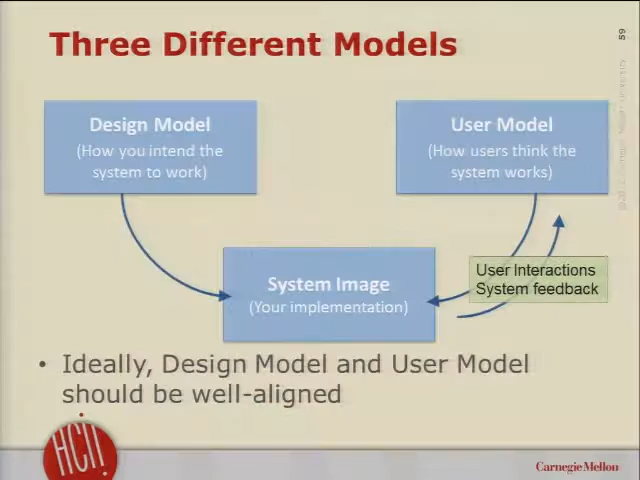 Three Different Models
59
Design Model
(How you intend the
system to work)
User Model
(How users think the
system works)
System Image
(Your implementation)
User Interactions
System feedback
• Ideally, Design Model and User Model
should be well-aligned
HCII
Carnegie Mellon